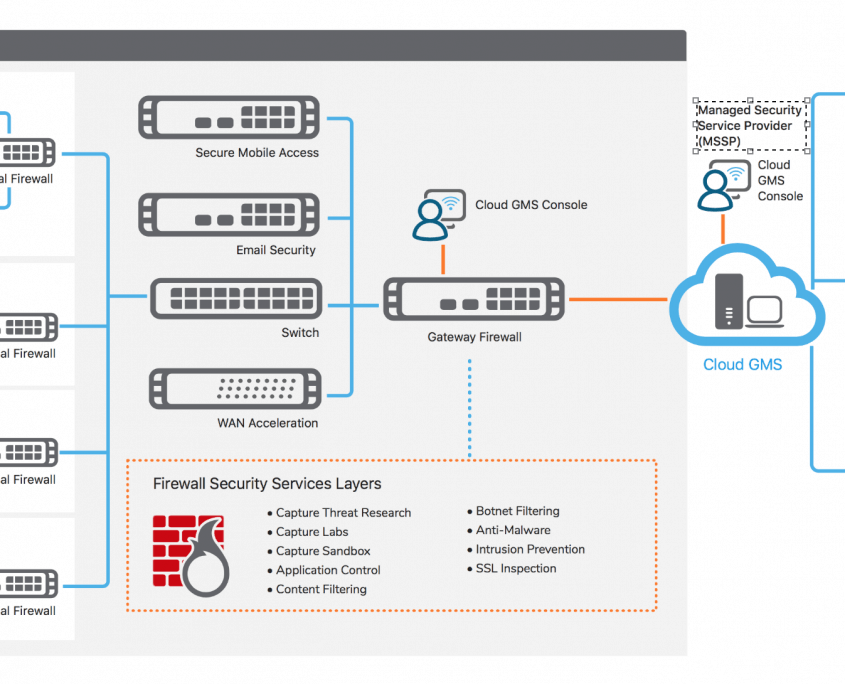 al Firewall
al Firewall
al Firewall
al Firewall
Secure Mobile Access
Email Security
Switch
WAN Acceleration
Cloud GMS Console
Gateway Firewall
Managed Security
Service Provider
(MSSP)
Cloud
GMS
Console
Cloud GMS
Firewall Security Services Layers
• Capture Threat Research
• Capture Labs
• Capture Sandbox
• Application Control
• Content Filtering
• Botnet Filtering
• Anti-Malware
• Intrusion Prevention
• SSL Inspection